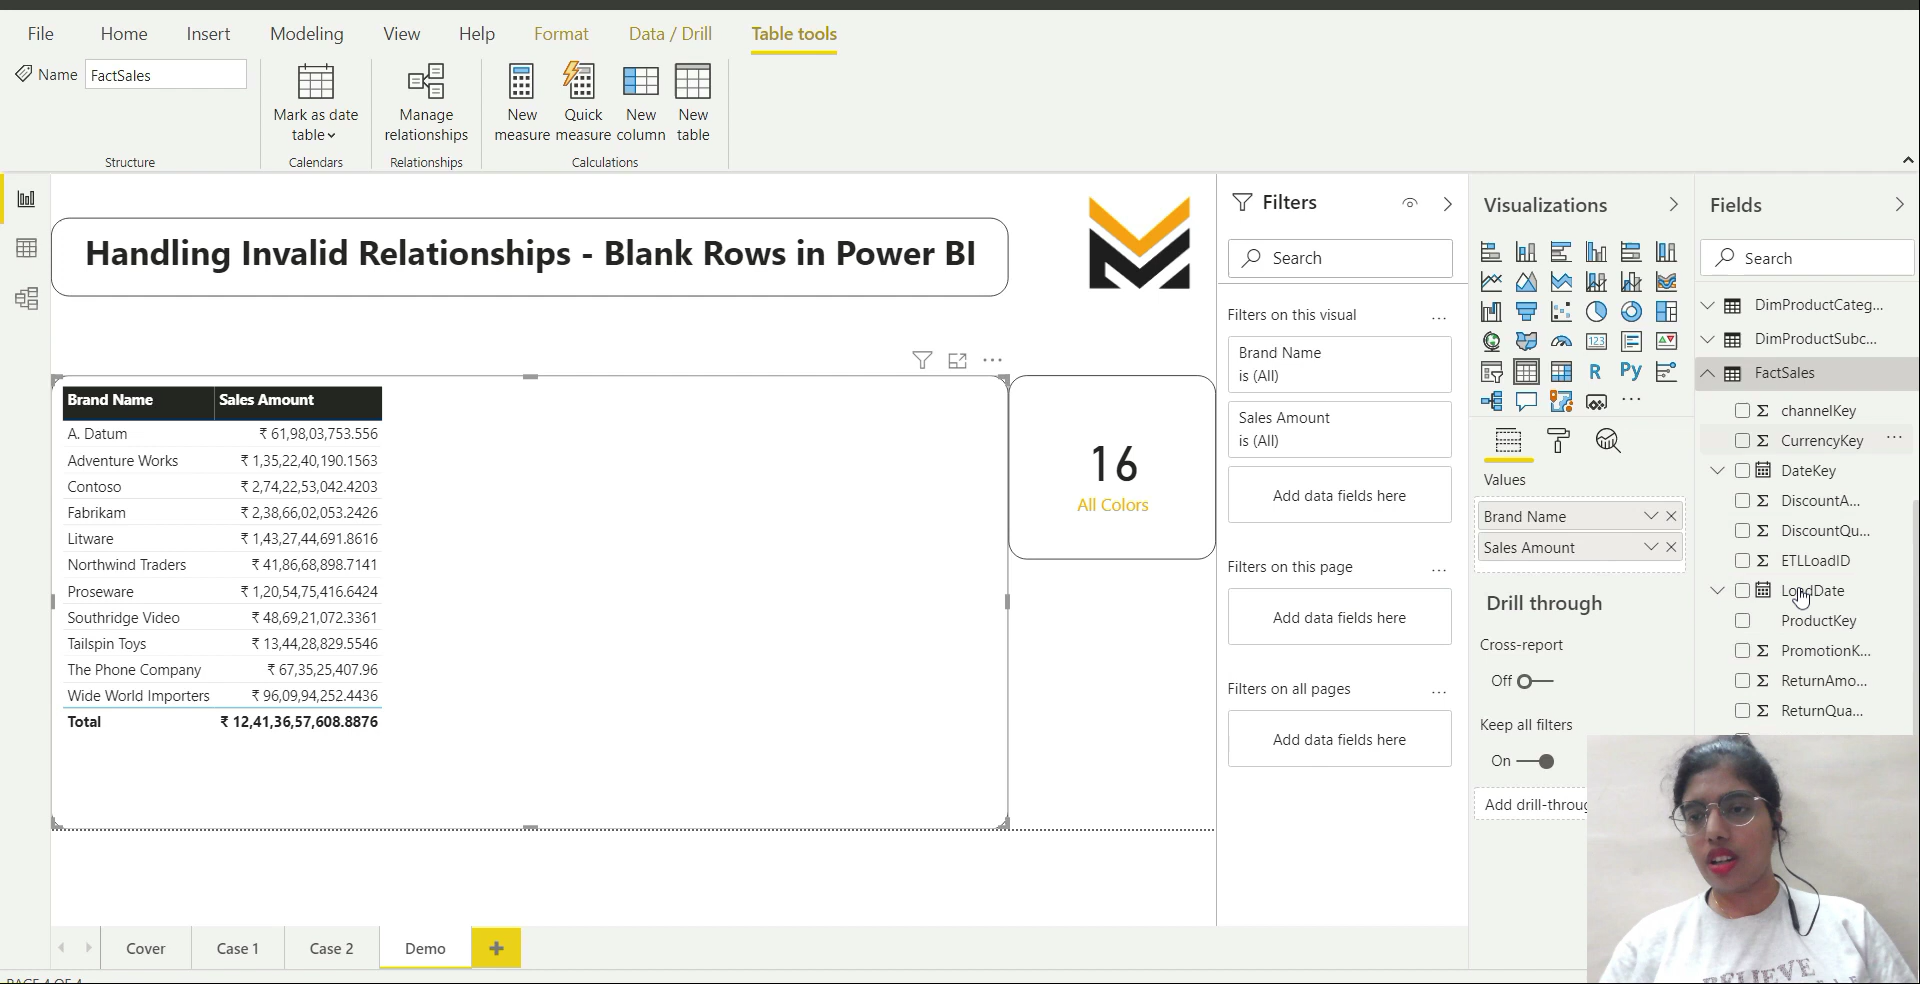 File Home Insert Modeling View Help Format Data / Drill Table tools
Name FactSales
Mark as date table
Manage relationships
New measure
Quick measure
New column
New table
Structure Calendars Relationships Calculations
Handling Invalid Relationships - Blank Rows in Power BI
Brand Name Sales Amount
A. Datum ₹ 61,98,03,753.556
Adventure Works ₹ 1,35,22,40,190.1563
Contoso ₹ 2,74,22,53,042.4203
Fabrikam ₹ 2,38,66,02,053.2426
Litware ₹ 1,43,27,44,691.8616
Northwind Traders ₹ 41,86,68,898.7141
Proseware ₹ 1,20,54,75,416.6424
Southridge Video ₹ 48,69,21,072.3361
Tailspin Toys ₹ 13,44,28,829.5546
The Phone Company ₹ 67,35,25,407.96
Wide World Importers ₹ 96,09,94,252.4436
Total ₹ 12,41,36,57,608.8876
16
All Colors
Filters
Search
Filters on this visual ...
Brand Name
is (All)
Sales Amount
is (All)
Add data fields here
Filters on this page ...
Add data fields here
Filters on all pages ...
Add data fields here
Visualizations
123
R Py
...
Values
Brand Name
Sales Amount
Drill through
Cross-report
Off
Keep all filters
On
Add drill-throug
Fields
Search
DimProductCateg...
DimProductSubc...
FactSales
channelKey
CurrencyKey ...
DateKey
DiscountA...
DiscountQu...
ETLLoadID
LoadDate
ProductKey
PromotionK...
ReturnAmo...
ReturnQua...
Cover Case 1 Case 2 Demo +
PAGE 4 OF 4
BELIEVE